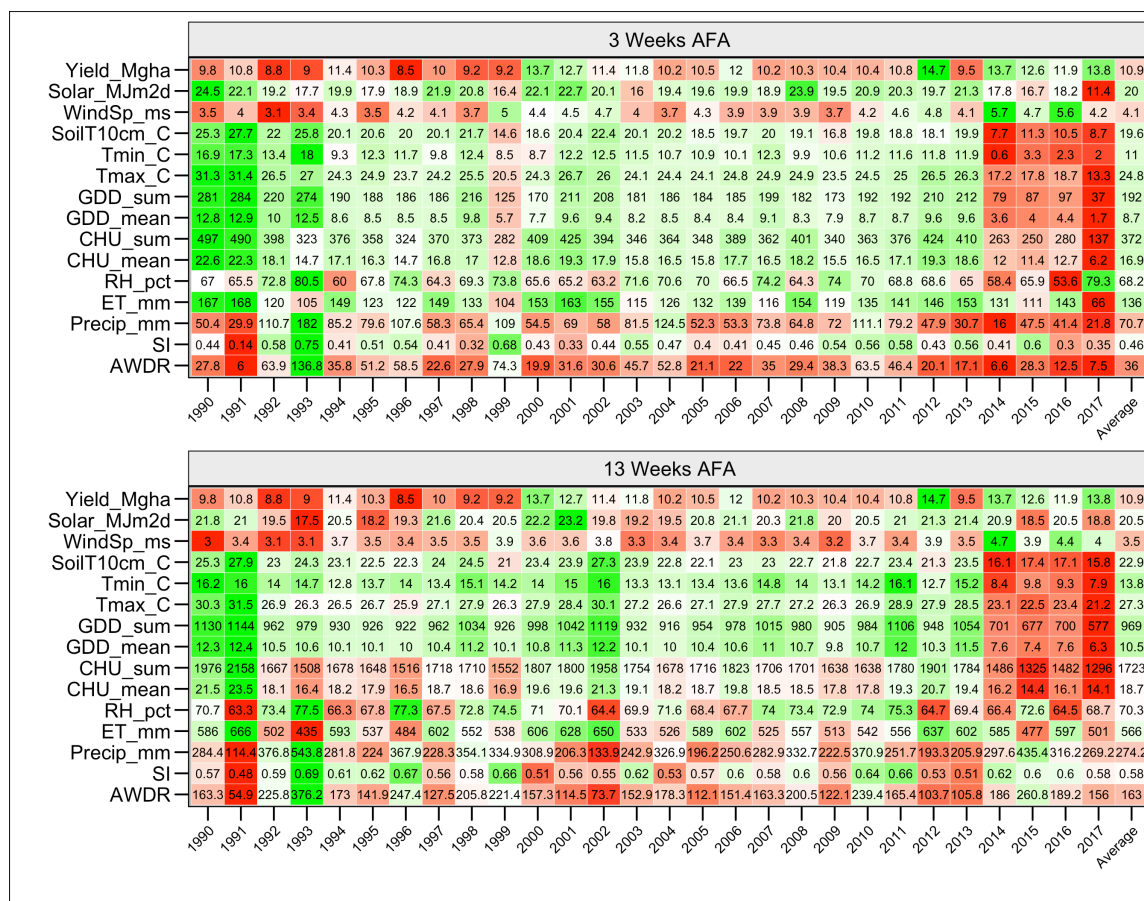 3 Weeks AFA
Yield_Mgha 9.8 10.8 8.8 9 11.4 10.3 8.5 10 9.2 9.2 13.7 12.7 11.4 11.8 10.2 10.5 12 10.2 10.3 10.4 10.4 10.8 14.7 9.5 13.7 12.6 11.9 13.8 10.9
Solar_MJm2d 24.5 22.1 19.2 17.7 19.9 17.9 18.9 21.9 20.8 16.4 22.1 22.7 20.1 16 19.4 19.6 19.9 18.9 23.9 19.5 20.9 20 19.7 21.3 17.8 16.7 18.2 11.4 20.3
WindSp_ms 3.5 4 3.1 3.4 4.3 3.5 4.2 4.1 3.7 5 4.4 4.5 4.7 4 3.7 4.3 3.9 3.9 3.9 3.7 4.2 4.6 4.8 4.1 5.7 4.7 5.6 4.2 4.1
SoilT10cm_C 25.3 27.7 22 25.8 20.1 20.6 20 20.1 21.7 14.6 18.6 20.4 22.4 20.1 20.2 18.5 19.7 20 19.1 16.8 19.8 18.8 18.1 19.9 7.7 11.3 10.5 8.7 19.6
Tmin_C 16.9 17.3 13.4 18 9.3 12.3 11.7 9.8 12.4 8.5 8.7 12.2 12.5 11.5 10.7 10.9 10.1 12.3 9.9 10.6 11.2 11.6 11.8 11.9 0.6 3.3 2.3 2 11
Tmax_C 31.3 31.4 26.5 27 24.3 24.9 23.7 24.2 25.5 20.5 24.3 26.7 26 24.1 24.4 24.1 24.8 24.9 24.9 23.5 24.5 25 26.5 26.3 17.2 17.8 18.7 13.3 24.8
GDD_sum 281 284 220 274 190 188 186 186 216 125 170 211 208 181 186 184 185 199 182 173 192 192 210 212 79 87 97 37 192
GDD_mean 12.8 12.9 10 12.5 8.6 8.5 8.5 8.5 9.8 5.7 7.7 9.6 9.4 8.2 8.5 8.4 8.4 9.1 8.3 7.9 8.7 8.7 9.6 9.6 3.6 4 4.4 1.7 8.7
CHU_sum 497 490 398 323 376 358 324 370 373 282 409 425 394 346 364 348 389 362 401 340 363 376 424 410 263 250 280 137 372
CHU_mean 22.6 22.3 18.1 14.7 17.1 16.3 14.7 16.8 17 12.8 18.6 19.3 17.9 15.8 16.5 15.8 17.7 16.5 18.2 15.5 16.5 17.1 19.3 18.6 12 11.4 12.7 6.2 16.9
RH_pct 67 65.5 72.8 80.5 60 67.8 74.3 64.3 69.3 73.8 65.6 65.2 63.2 71.6 70.6 70 66.5 74.2 64.3 74 70 68.8 68.6 65 58.4 65.9 53.6 79.3 68.2
ET_mm 167 168 120 105 149 123 122 149 133 104 153 163 155 115 126 132 139 116 154 119 135 141 146 153 131 111 143 66 136
Precip_mm 50.4 29.9 110.7 182 85.2 79.6 107.6 58.3 65.4 109 54.5 69 58 81.5 124.5 52.3 53.3 73.8 64.8 72 111.1 79.2 47.9 30.7 16 47.5 41.4 21.8 70.7
SI 0.44 0.14 0.58 0.75 0.41 0.51 0.54 0.41 0.32 0.68 0.43 0.33 0.44 0.55 0.47 0.4 0.41 0.45 0.46 0.54 0.56 0.58 0.43 0.56 0.41 0.6 0.3 0.35 0.46
AWDR 27.8 6 63.9 136.8 35.8 51.2 58.5 22.6 27.9 74.3 19.9 31.6 30.6 45.7 52.8 21.1 22 35 29.4 38.3 63.5 46.4 20.1 17.1 6.6 28.3 12.5 7.5 36
1990 1991 1992 1993 1994 1995 1996 1997 1998 1999 2000 2001 2002 2003 2004 2005 2006 2007 2008 2009 2010 2011 2012 2013 2014 2015 2016 2017 Average
13 Weeks AFA
Yield_Mgha 9.8 10.8 8.8 9 11.4 10.3 8.5 10 9.2 9.2 13.7 12.7 11.4 11.8 10.2 10.5 12 10.2 10.3 10.4 10.4 10.8 14.7 9.5 13.7 12.6 11.9 13.8 10.9
Solar_MJm2d 21.8 21 19.5 17.5 20.5 18.2 19.3 21.6 20.4 20.5 22.2 23.2 19.8 19.2 19.5 20.8 21.1 20.3 21.8 20 20.5 21 21.3 21.4 20.9 18.5 20.5 18.8 20.5
WindSp_ms 3 3.4 3.1 3.1 3.7 3.5 3.4 3.5 3.5 3.9 3.6 3.6 3.8 3.3 3.4 3.7 3.4 3.3 3.4 3.2 3.7 3.4 3.9 3.5 4.7 3.9 4.4 4 3.5
SoilT10cm_C 25.3 27.9 23 24.3 23.1 22.5 22.3 24 24.5 21 23.4 23.9 27.3 23.9 22.8 22.1 23 23 22.7 21.8 22.7 23.4 22.5 23.4 16.1 17.4 17.1 15.8 22.9
Tmin_C 16.2 16 14 14.7 12.8 13.7 14 13.4 15.1 14.2 14 15 16 13.3 13.1 13.4 13.6 14.8 14 13.1 14.2 16.1 12.7 15.2 8.4 9.8 9.3 7.9 13.8
Tmax_C 30.3 31.5 26.9 26.3 26.5 26.7 25.9 27.1 27.9 26.3 27.9 28.4 30.1 27.2 26.6 27.1 27.9 27.7 27.2 26.3 26.9 28.9 27.9 28.5 23.1 22.5 23.4 21.2 27.3
GDD_sum 1130 1144 962 979 930 926 922 962 1034 926 998 1042 1119 932 916 954 978 1015 980 905 984 1106 948 1054 701 677 700 577 969
GDD_mean 12.3 12.4 10.5 10.6 10.1 10.1 10 10.4 11.2 10.1 10.8 11.3 12.2 10.1 10 10.4 10.6 11 10.7 9.8 10.7 12 10.3 11.5 7.6 7.4 7.6 6.3 10.5
CHU_sum 1976 2158 1667 1508 1678 1648 1516 1718 1710 1552 1807 1800 1958 1754 1678 1716 1823 1706 1701 1638 1638 1780 1901 1784 1486 1325 1482 1296 1723
CHU_mean 21.5 23.5 18.1 16.4 18.2 17.9 16.5 18.7 18.6 16.9 19.6 19.6 21.3 19.1 18.2 18.7 19.8 18.5 18.5 17.8 17.8 19.3 20.7 19.4 16.2 14.4 16.1 14.1 18.7
RH_pct 70.7 63.3 73.4 77.5 66.3 67.8 77.3 67.5 72.8 74.5 71 70.1 64.4 69.9 71.6 68.4 67.7 74 73.4 72.9 74 75.3 64.7 69.4 66.4 72.6 64.5 68.7 70.3
ET_mm 586 666 502 435 593 537 484 602 552 538 606 628 650 533 526 589 602 525 557 513 542 556 637 602 585 477 597 501 566
Precip_mm 284.4 114.4 376.8 543.8 281.8 224 367.9 228.3 354.1 334.9 308.9 206.3 133.9 242.9 326.9 196.2 250.6 282.9 332.7 222.5 370.9 251.7 193.3 205.9 297.6 435.4 316.2 269.2 274.2
SI 0.57 0.48 0.59 0.69 0.61 0.62 0.67 0.56 0.58 0.66 0.51 0.56 0.55 0.62 0.53 0.57 0.6 0.58 0.6 0.56 0.64 0.66 0.53 0.51 0.62 0.6 0.6 0.58 0.58
AWDR 163.3 54.9 225.8 376.2 173 141.9 247.4 127.5 205.8 221.4 157.3 114.5 73.7 152.9 178.3 112.1 151.4 163.3 200.5 122.1 239.4 165.4 103.7 105.8 186 260.8 189.2 156 163
1990 1991 1992 1993 1994 1995 1996 1997 1998 1999 2000 2001 2002 2003 2004 2005 2006 2007 2008 2009 2010 2011 2012 2013 2014 2015 2016 2017 Average